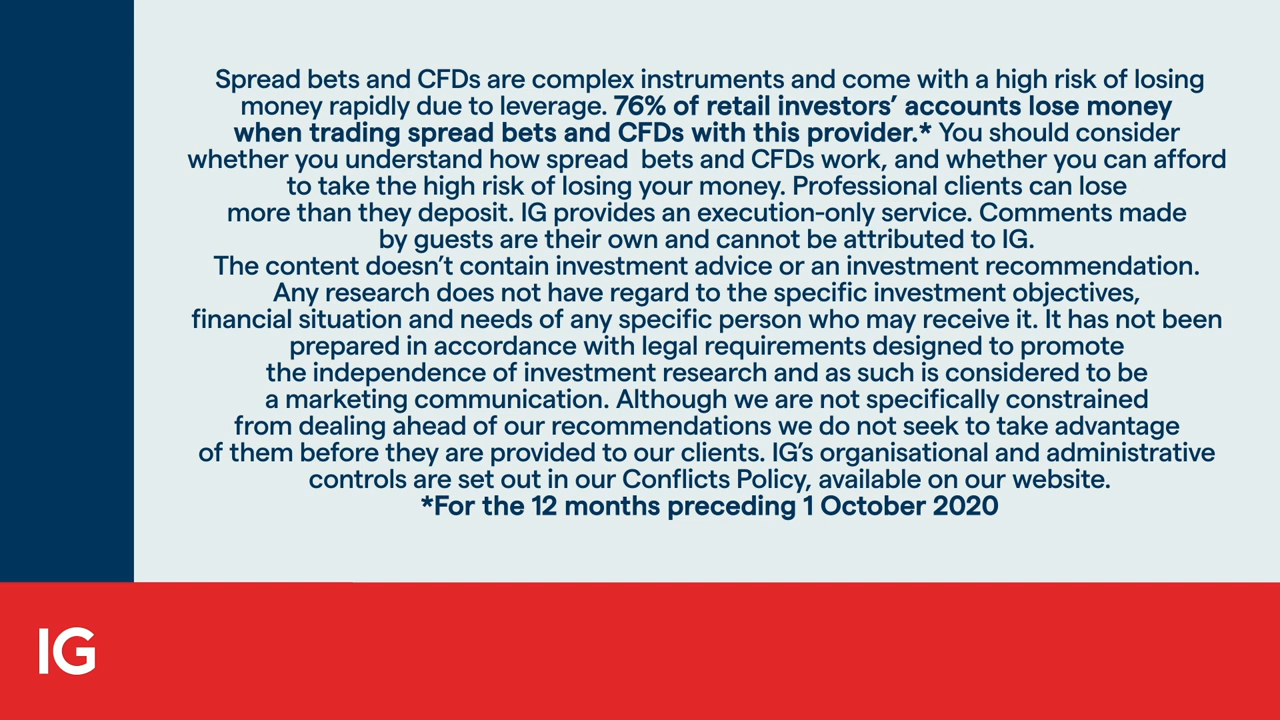 Spread bets and CFDs are complex instruments and come with a high risk of losing
money rapidly due to leverage. 76% of retail investors’ accounts lose money
when trading spread bets and CFDs with this provider.* You should consider
whether you understand how spread  bets and CFDs work, and whether you can afford
to take the high risk of losing your money. Professional clients can lose
more than they deposit. IG provides an execution-only service. Comments made
by guests are their own and cannot be attributed to IG.
The content doesn’t contain investment advice or an investment recommendation.
Any research does not have regard to the specific investment objectives,
financial situation and needs of any specific person who may receive it. It has not been
prepared in accordance with legal requirements designed to promote
the independence of investment research and as such is considered to be
a marketing communication. Although we are not specifically constrained
from dealing ahead of our recommendations we do not seek to take advantage
of them before they are provided to our clients. IG’s organisational and administrative
controls are set out in our Conflicts Policy, available on our website.
*For the 12 months preceding 1 October 2020
IG